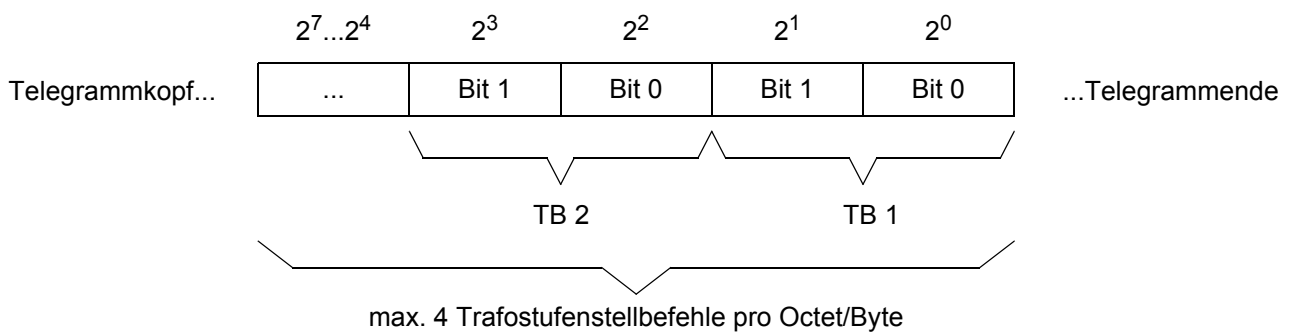 2⁷...2⁴ 2³ 2² 2¹ 2⁰
Telegrammkopf... ... Bit 1 Bit 0 Bit 1 Bit 0 ...Telegrammende
TB 2 TB 1
max. 4 Trafostufenstellbefehle pro Octet/Byte